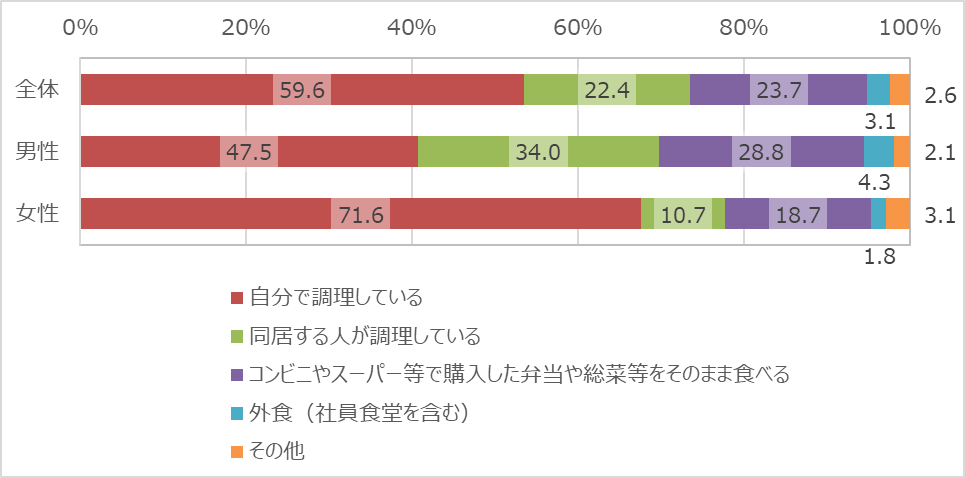 0% 20% 40% 60% 80% 100%
全体 59.6 22.4 23.7 2.6
3.1
男性 47.5 34.0 28.8 2.1
4.3
女性 71.6 10.7 18.7 3.1
1.8
自分で調理している
同居する人が調理している
コンビニやスーパー等で購入した弁当や総菜等をそのまま食べる
外食（社員食堂を含む）
その他